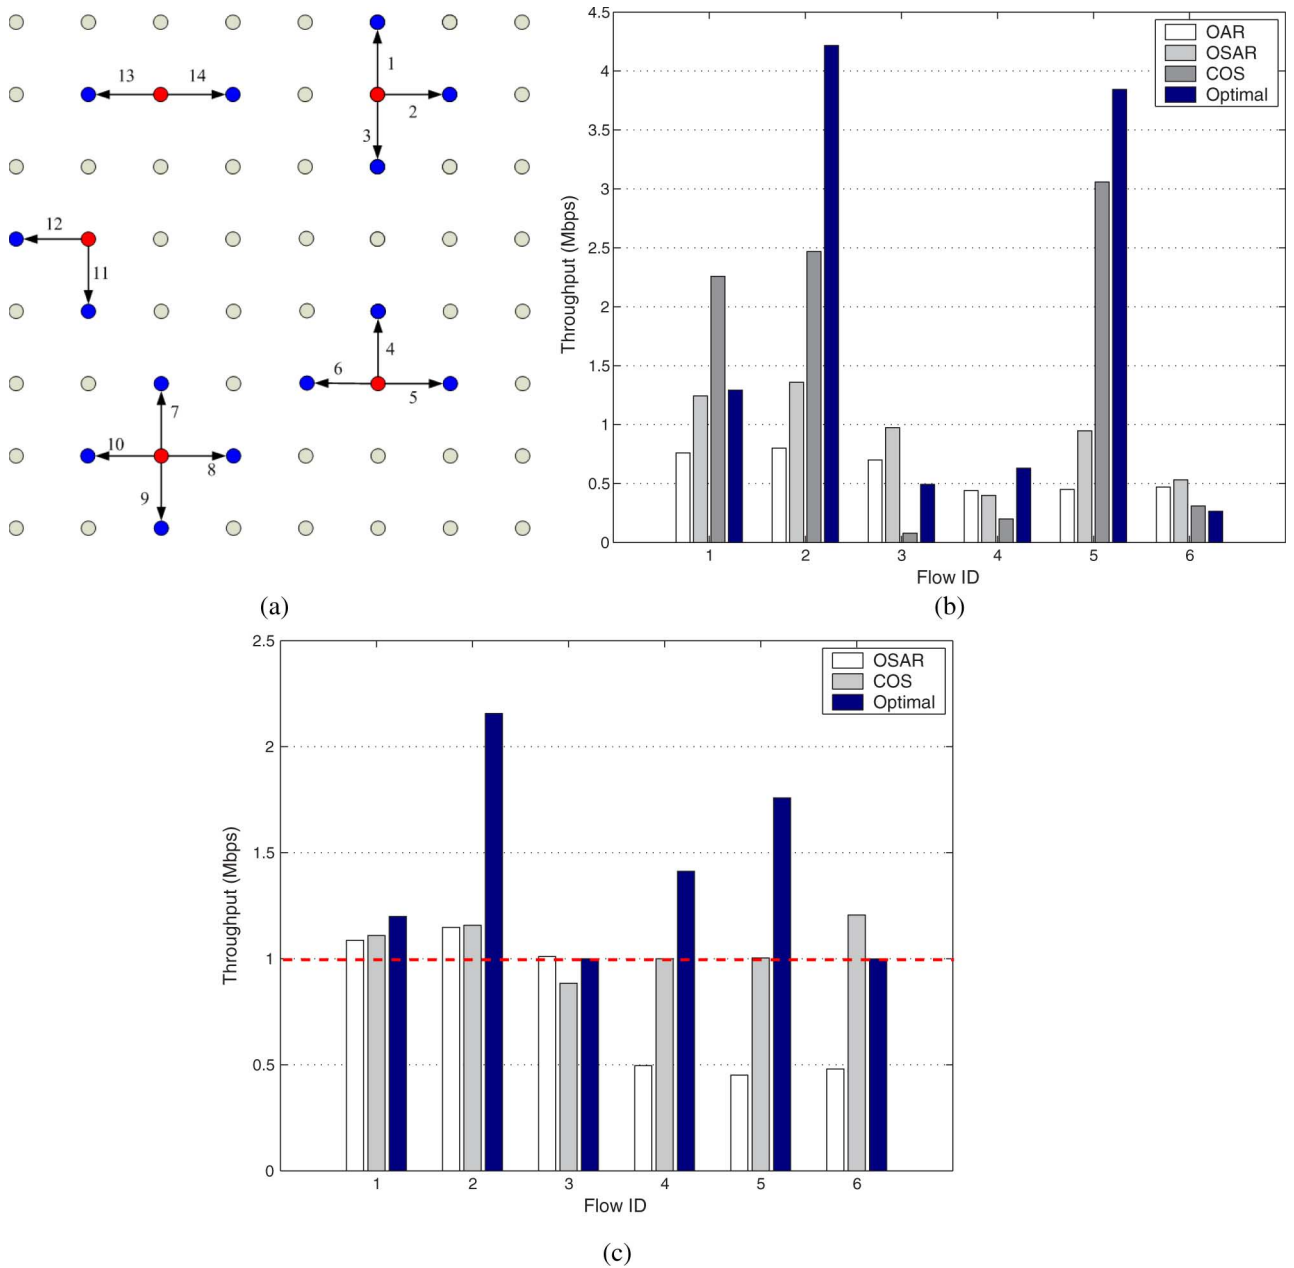 1
13 14
2
3
12
11
4
6
5
7
10
8
9
(a)
4.5
4
3.5
3
2.5
2
1.5
1
0.5
0
Throughput (Mbps)
OAR
OSAR
COS
Optimal
1 2 3 4 5 6
Flow ID
(b)
2.5
2
1.5
1
0.5
0
Throughput (Mbps)
OSAR
COS
Optimal
1 2 3 4 5 6
Flow ID
(c)